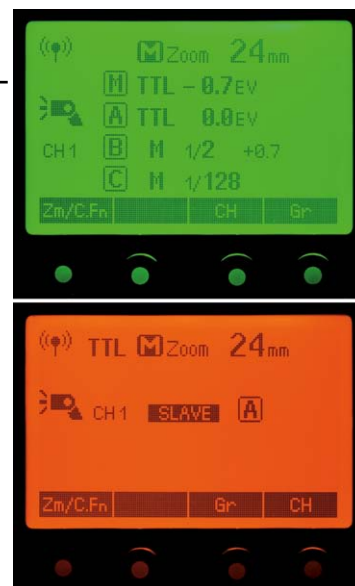 M Zoom 24mm
M TTL – 0.7EV
A TTL 0.0EV
CH1 B M 1/2 +0.7
C M 1/128
Zm/C.Fn CH Gr
TTL M Zoom 24mm
CH1 SLAVE A
Zm/C.Fn Gr CH